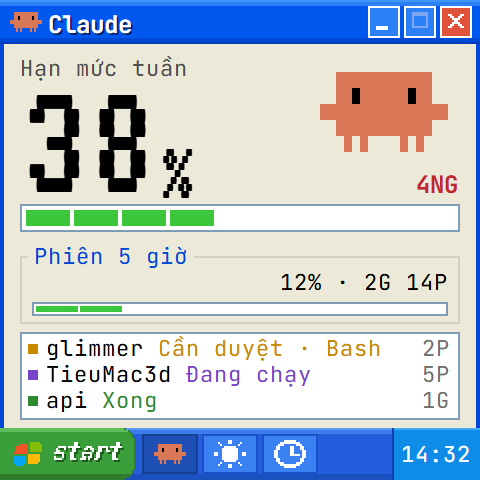 Claude
Hạn mức tuần
38%
4NG
Phiên 5 giờ
12% · 2G 14P
glimmer Cần duyệt · Bash 2P
TieuMac3d Đang chạy 5P
api Xong 1G
start 14:32